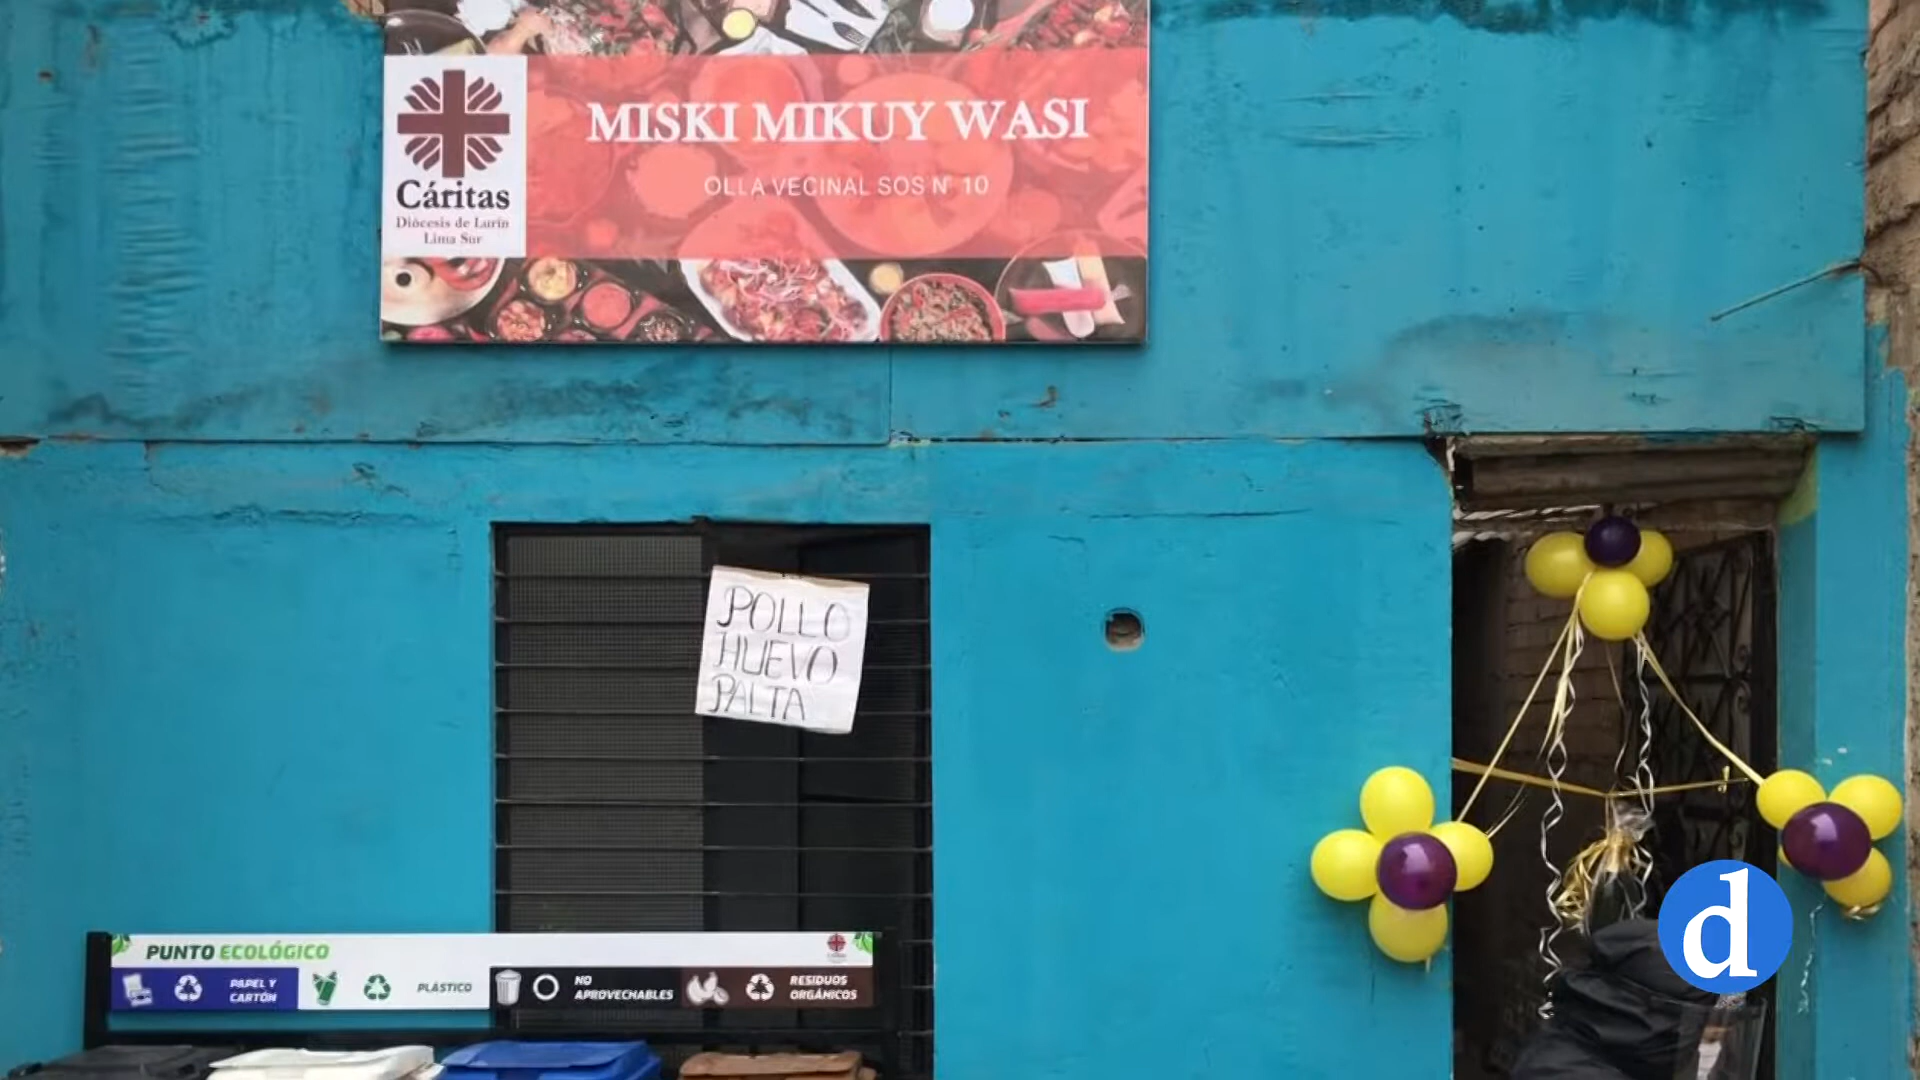 MISKI MIKUY WASI
OLLA VECINAL SOS N° 10
Cáritas
Diócesis de Lurín
Lima Sur
POLLO
HUEVO
PALTA
PUNTO ECOLÓGICO
PAPEL Y
CARTÓN
PLÁSTICO
NO
APROVECHABLES
RESIDUOS
ORGÁNICOS
d